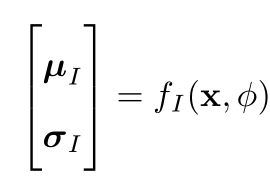 [μ_I
σ_I] = f_I(x, ϕ)